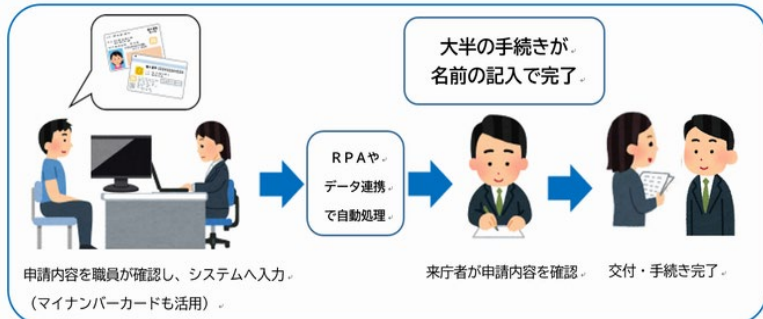 大半の手続きが
名前の記入で完了
RPAや
データ連携
で自動処理
申請内容を職員が確認し、システムへ入力
（マイナンバーカードも活用）
来庁者が申請内容を確認
交付・手続き完了